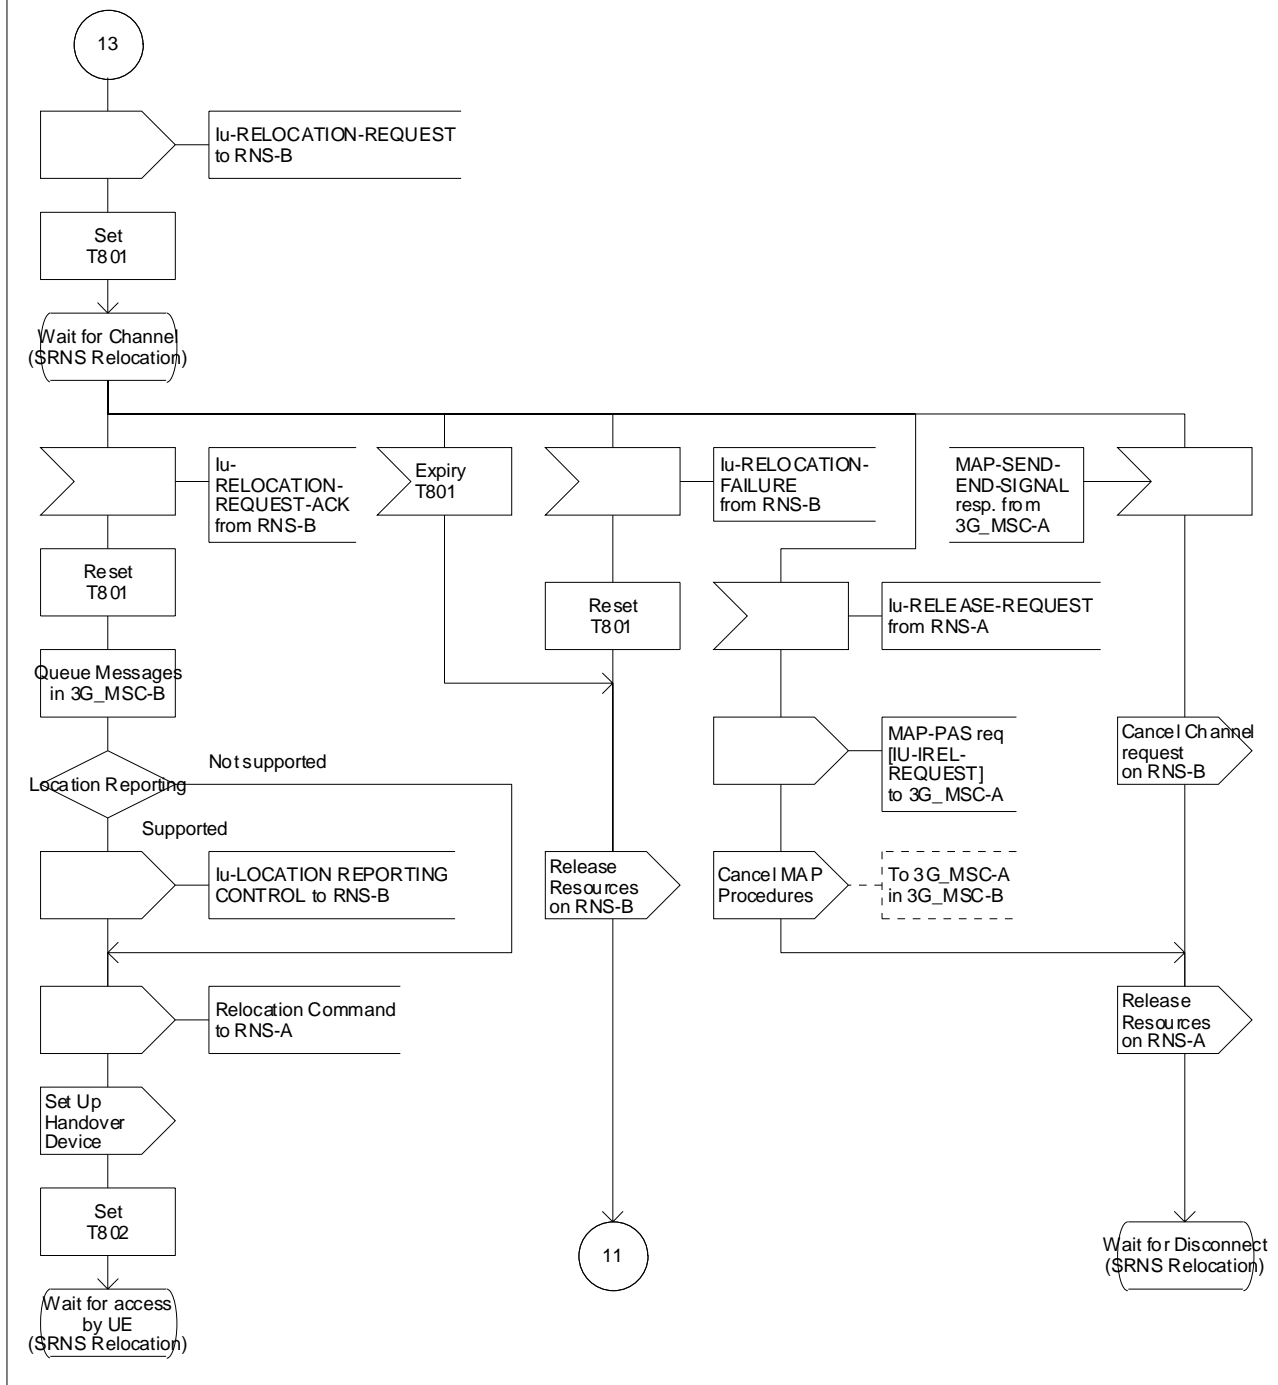 13
Iu-RELOCATION-REQUEST
to RNS-B
Set
T801
Wait for Channel
(SRNS Relocation)
Iu-
RELOCATION-
REQUEST-ACK
from RNS-B
Expiry
T801
Iu-RELOCATION-
FAILURE
from RNS-B
MAP-SEND-
END-SIGNAL
resp. from
3G_MSC-A
Reset
T801
Reset
T801
Iu-RELEASE-REQUEST
from RNS-A
Queue Messages
in 3G_MSC-B
MAP-PAS req
[IU-IREL-
REQUEST]
to 3G_MSC-A
Cancel Channel
request
on RNS-B
Location Reporting
Not supported
Supported
Iu-LOCATION REPORTING
CONTROL to RNS-B
Release
Resources
on RNS-B
Cancel MAP
Procedures
To 3G_MSC-A
in 3G_MSC-B
Relocation Command
to RNS-A
Release
Resources
on RNS-A
Set Up
Handover
Device
Set
T802
11
Wait for Disconnect
(SRNS Relocation)
Wait for access
by UE
(SRNS Relocation)